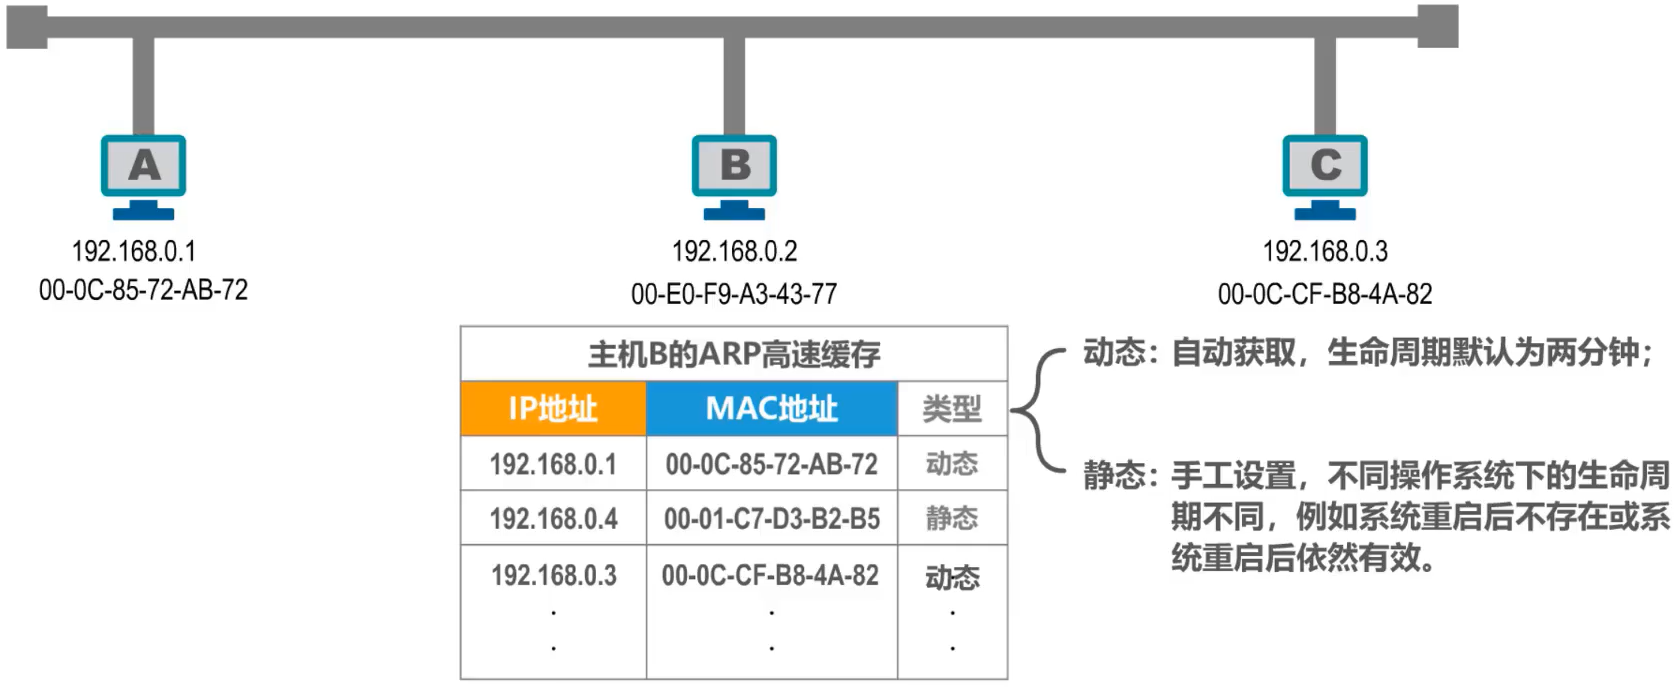 A
B
C
192.168.0.1
00-0C-85-72-AB-72
192.168.0.2
00-E0-F9-A3-43-77
192.168.0.3
00-0C-CF-B8-4A-82
主机B的ARP高速缓存
IP地址 MAC地址 类型
192.168.0.1 00-0C-85-72-AB-72 动态
192.168.0.4 00-01-C7-D3-B2-B5 静态
192.168.0.3 00-0C-CF-B8-4A-82 动态
动态：自动获取，生命周期默认为两分钟；
静态：手工设置，不同操作系统下的生命周
期不同，例如系统重启后不存在或系
统重启后依然有效。